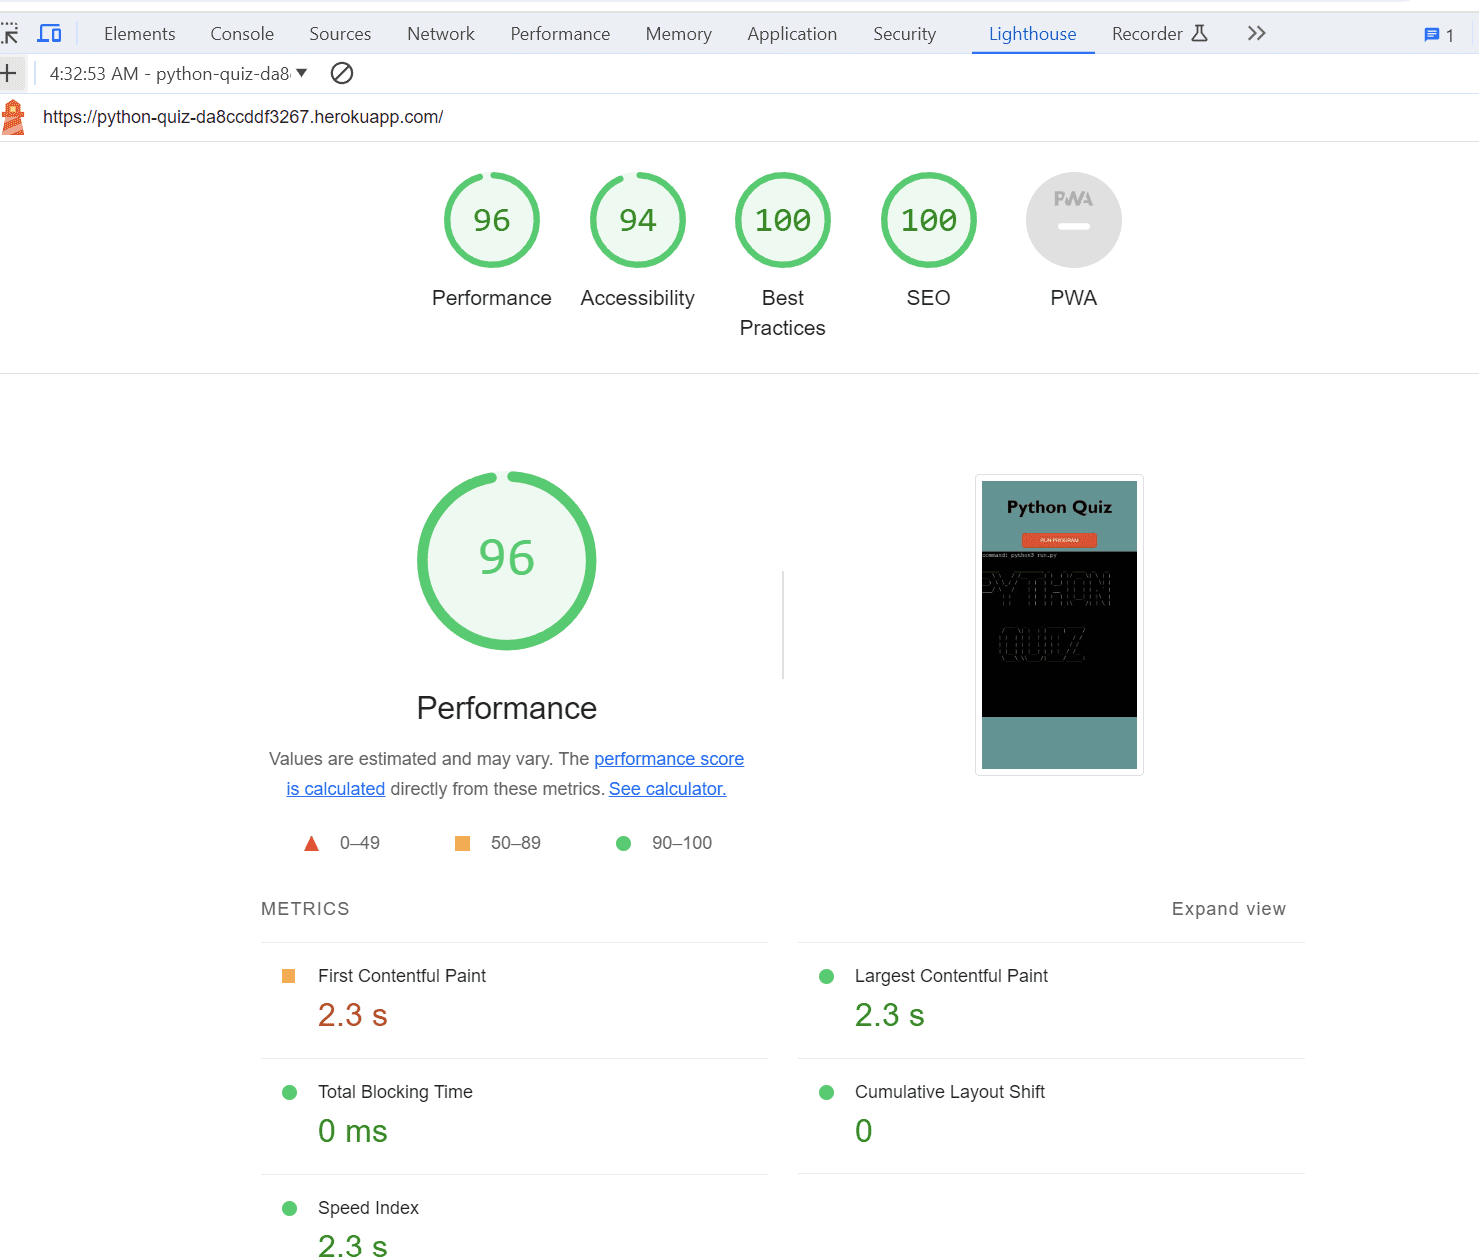 Elements Console Sources Network Performance Memory Application Security Lighthouse Recorder 1
4:32:53 AM - python-quiz-da8
https://python-quiz-da8ccddf3267.herokuapp.com/
96 94 100 100 PWA
Performance Accessibility Best Practices SEO PWA
96
Performance
Values are estimated and may vary. The performance score
is calculated directly from these metrics. See calculator.
0–49 50–89 90–100
Python Quiz
RUN PROGRAM
command: python3 run.py
PYTHON
QUIZ
METRICS Expand view
First Contentful Paint
2.3 s
Largest Contentful Paint
2.3 s
Total Blocking Time
0 ms
Cumulative Layout Shift
0
Speed Index
2.3 s